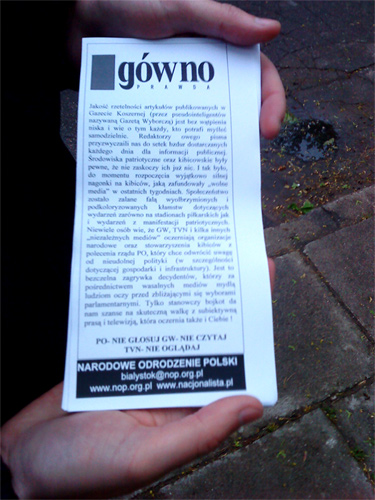 gówno
PRAWDA
Jakość rzetelności artykułów publikowanych w
Gazecie Koszernej (przez pseudointeligentów
nazywaną Gazetą Wyborczą) jest bez wątpienia
niska i wie o tym każdy, kto potrafi myśleć
samodzielnie. Redaktorzy owego pisma
przyzwyczaili nas do setek bzdur dostarczanych
każdego dnia dla informacji publicznej.
Środowiska patriotyczne oraz kibicowskie były
pewne, że nie zaskoczy ich już nic. I tak było,
do momentu rozpoczęcia wyjątkowo silnej
nagonki na kibiców, jaką zafundowały „wolne
media" w ostatnich tygodniach. Społeczeństwo
zostało zalane falą wyolbrzymionych i
podkoloryzowanych kłamstw dotyczących
wydarzeń zarówno na stadionach piłkarskich jak
i wydarzeń z manifestacji patriotycznych.
Niewiele osób wie, że GW, TVN i kilka innych
„niezależnych mediów" oczerniają organizacje
narodowe oraz stowarzyszenia kibiców z
polecenia rządu PO, który chce odwrócić uwagę
od nieudolnej polityki (w szczególności
dotyczącej gospodarki i infrastruktury). Jest to
bezczelna zagrywka decydentów, którzy za
pośrednictwem wasalnych mediów mydlą
ludziom oczy przed zbliżającymi się wyborami
parlamentarnymi. Tylko stanowczy bojkot da
nam szanse na skuteczną walkę z subiektywną
prasą i telewizją, która oczernia także i Ciebie !
PO- NIE GŁOSUJ GW- NIE CZYTAJ
TVN- NIE OGLĄDAJ
NARODOWE ODRODZENIE POLSKI
bialystok@nop.org.pl
www.nop.org.pl www.nacjonalista.pl